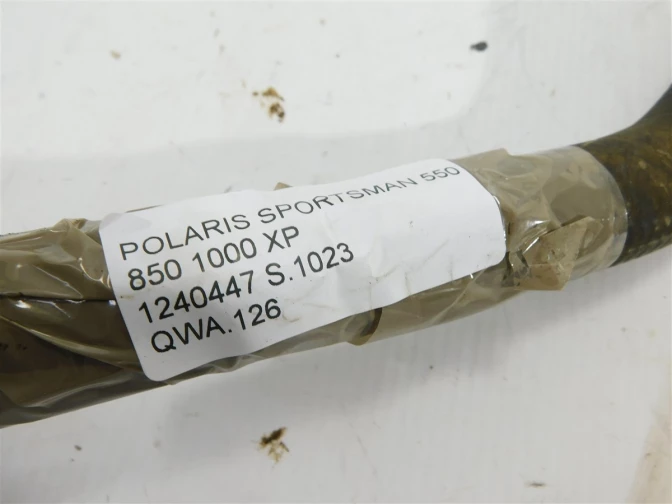 POLARIS SPORTSMAN 550
850 1000 XP
1240447 S.1023
QWA.126